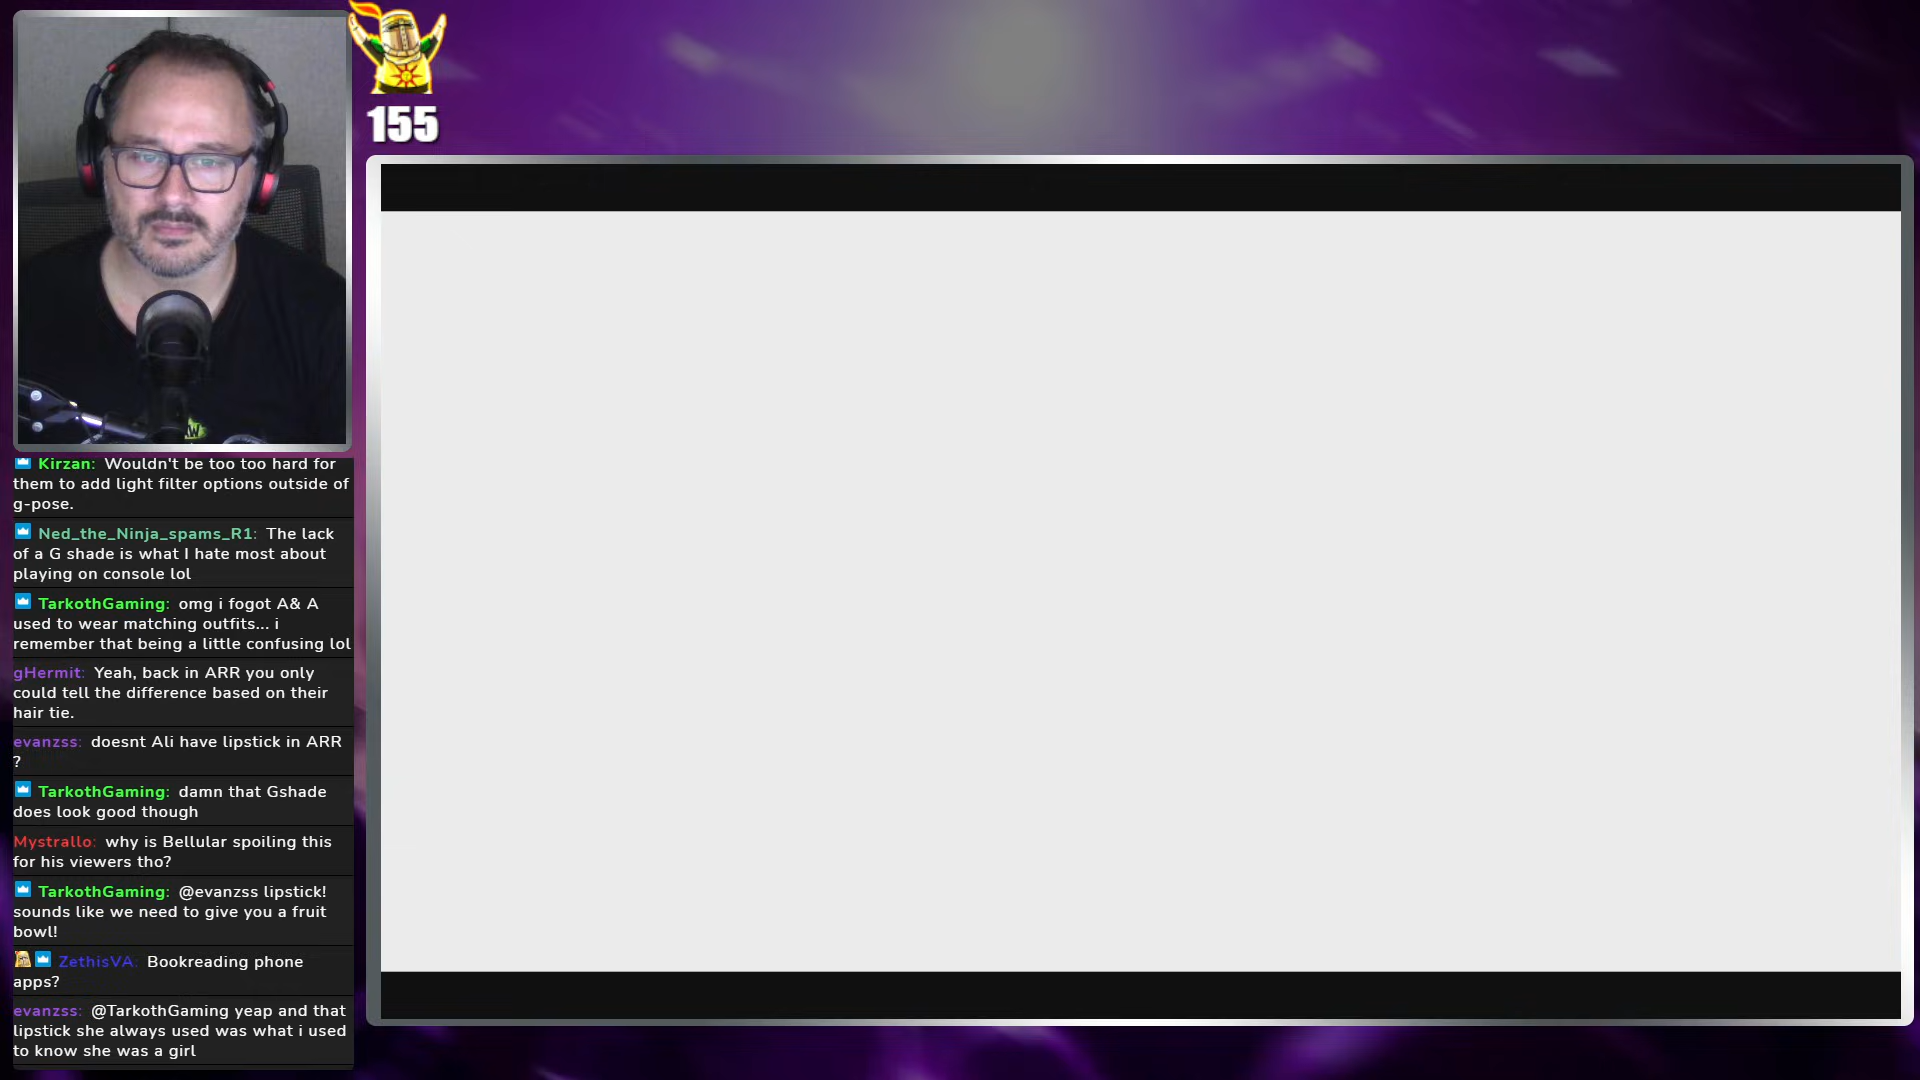 155
Kirzan: Wouldn't be too too hard for
them to add light filter options outside of
g-pose.
Ned_the_Ninja_spams_R1: The lack
of a G shade is what I hate most about
playing on console lol
TarkothGaming: omg i fogot A& A
used to wear matching outfits... i
remember that being a little confusing lol
gHermit: Yeah, back in ARR you only
could tell the difference based on their
hair tie.
evanzss: doesnt Ali have lipstick in ARR
?
TarkothGaming: damn that Gshade
does look good though
Mystrallo: why is Bellular spoiling this
for his viewers tho?
TarkothGaming: @evanzss lipstick!
sounds like we need to give you a fruit
bowl!
ZethisVA: Bookreading phone
apps?
evanzss: @TarkothGaming yeap and that
lipstick she always used was what i used
to know she was a girl